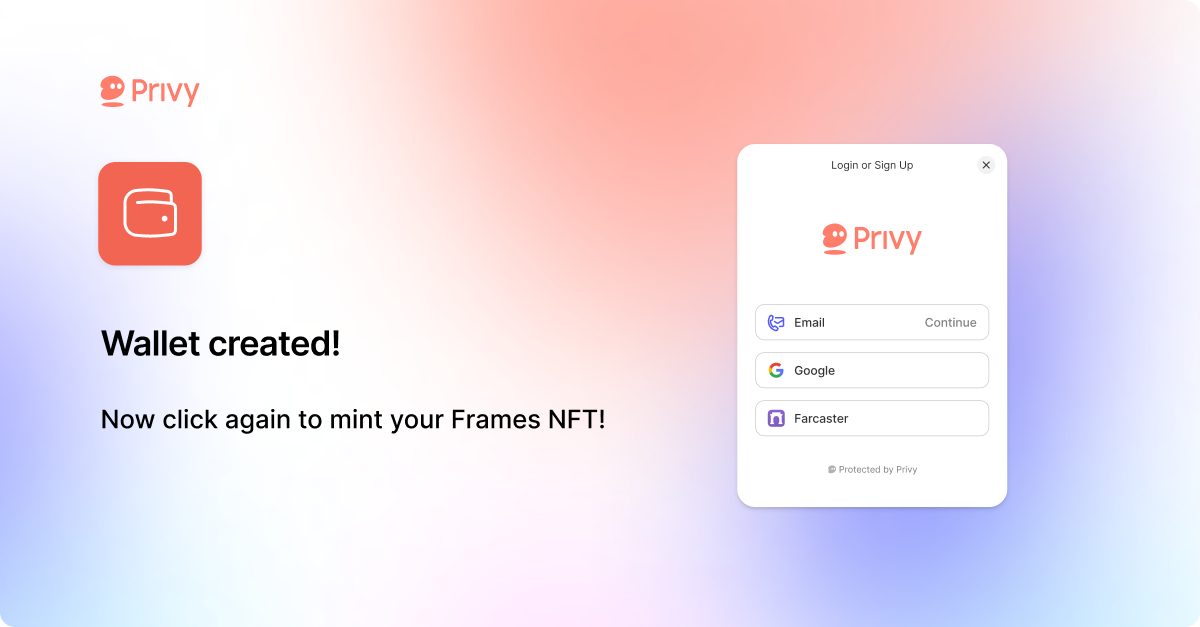 Privy
Wallet created!
Now click again to mint your Frames NFT!
Login or Sign Up
Privy
Email Continue
Google
Farcaster
Protected by Privy